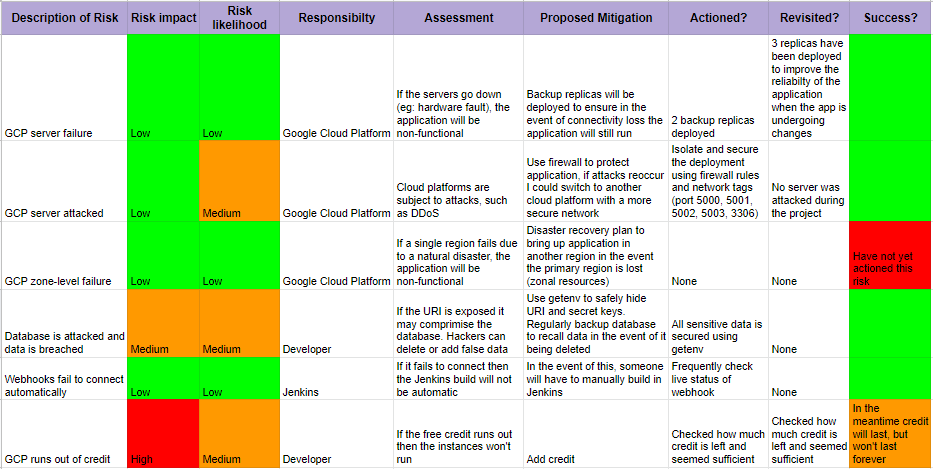 Description of Risk
Risk impact
Risk
likelihood
Responsibilty
Assessment
Proposed Mitigation
Actioned?
Revisited?
Success?
GCP server failure
Low
Low
Google Cloud Platform
If the servers go down
(eg: hardware fault), the
application will be
non-functional
Backup replicas will be
deployed to ensure in the
event of connectivity loss the
application will still run
2 backup replicas
deployed
3 replicas have
been deployed
to improve the
reliabilty of the
application
when the app is
undergoing
changes
GCP server attacked
Low
Medium
Google Cloud Platform
Cloud platforms are
subject to attacks, such
as DDoS
Use firewall to protect
application, if attacks reoccur
I could switch to another
cloud platform with a more
secure network
Isolate and secure
the deployment
using firewall rules
and network tags
(port 5000, 5001,
5002, 5003, 3306)
No server was
attacked during
the project
GCP zone-level failure
Low
Low
Google Cloud Platform
If a single region fails due
to a natural disaster, the
application will be
non-functional
Disaster recovery plan to
bring up application in
another region in the event
the primary region is lost
(zonal resources)
None
None
Have not yet
actioned this
risk
Database is attacked and
data is breached
Medium
Medium
Developer
If the URI is exposed it
may comprimise the
database. Hackers can
delete or add false data
Use getenv to safely hide
URI and secret keys.
Regularly backup database
to recall data in the event of it
being deleted
All sensitive data is
secured using
getenv
None
Webhooks fail to connect
automatically
Low
Low
Jenkins
If it fails to connect then
the Jenkins build will not
be automatic
In the event of this, someone
will have to manually build in
Jenkins
Frequently check
live status of
webhook
None
GCP runs out of credit
High
Medium
Developer
If the free credit runs out
then the instances won't
run
Add credit
Checked how much
credit is left and
seemed sufficient
Checked how
much credit is
left and seemed
sufficient
In the
meantime credit
will last, but
won't last
forever